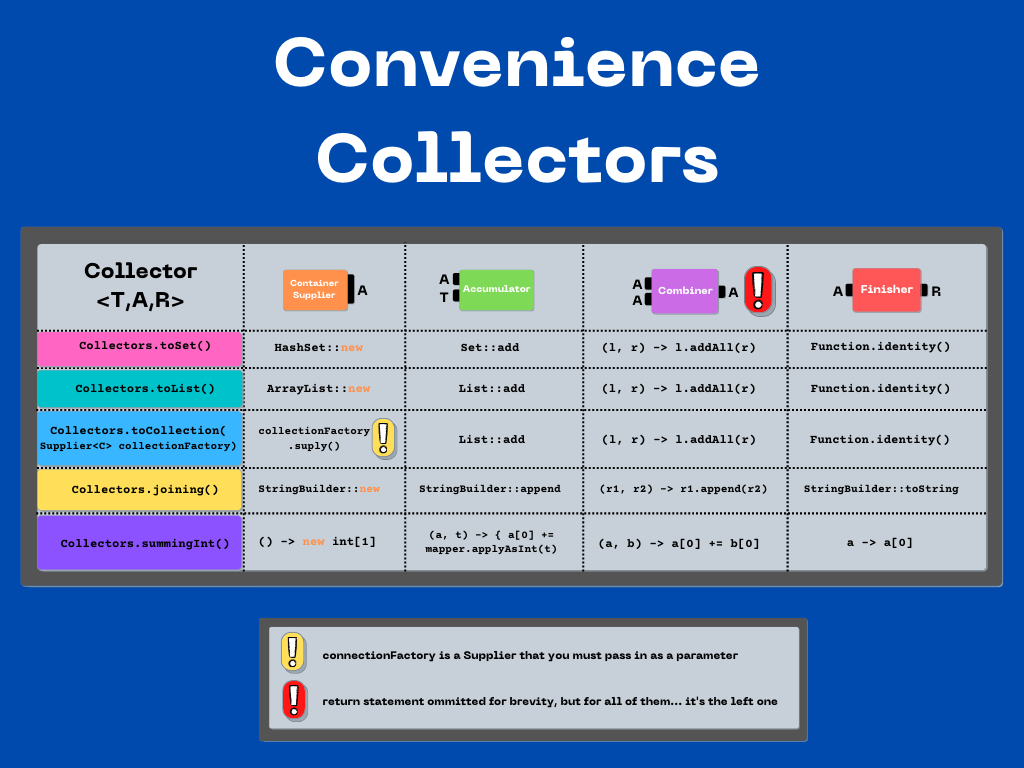 Convenience
Collectors
Collector
<T,A,R>
Container
Supplier
A
A
T
Accumulator
A
A
Combiner
A
A
Finisher
R
Collectors.toSet()
HashSet::new
Set::add
(l, r) -> l.addAll(r)
Function.identity()
Collectors.toList()
ArrayList::new
List::add
(l, r) -> l.addAll(r)
Function.identity()
Collectors.toCollection(
Supplier<C> collectionFactory)
collectionFactory
.suply()
List::add
(l, r) -> l.addAll(r)
Function.identity()
Collectors.joining()
StringBuilder::new
StringBuilder::append
(r1, r2) -> r1.append(r2)
StringBuilder::toString
Collectors.summingInt()
() -> new int[1]
(a, t) -> { a[0] +=
mapper.applyAsInt(t)
(a, b) -> a[0] += b[0]
a -> a[0]
connectionFactory is a Supplier that you must pass in as a parameter
return statement ommitted for brevity, but for all of them... it's the left one